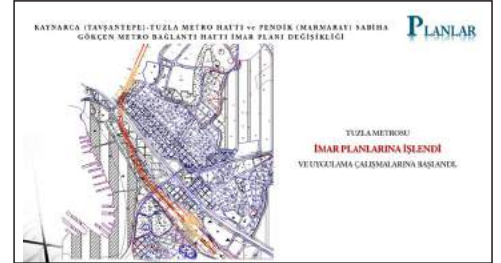 KAYNARCA (TAVŞANTEPE)-TUZLA METRO HATTI ve PENDİK (MARMARAY) SABİHA
GÖKÇEN METRO BAĞLANTI HATTI İMAR PLANI DEĞİŞİKLİĞİ
PLANLAR
TUZLA METROSU
İMAR PLANLARINA İŞLENDİ
VE UYGULAMA ÇALIŞMALARINA BAŞLANDI.